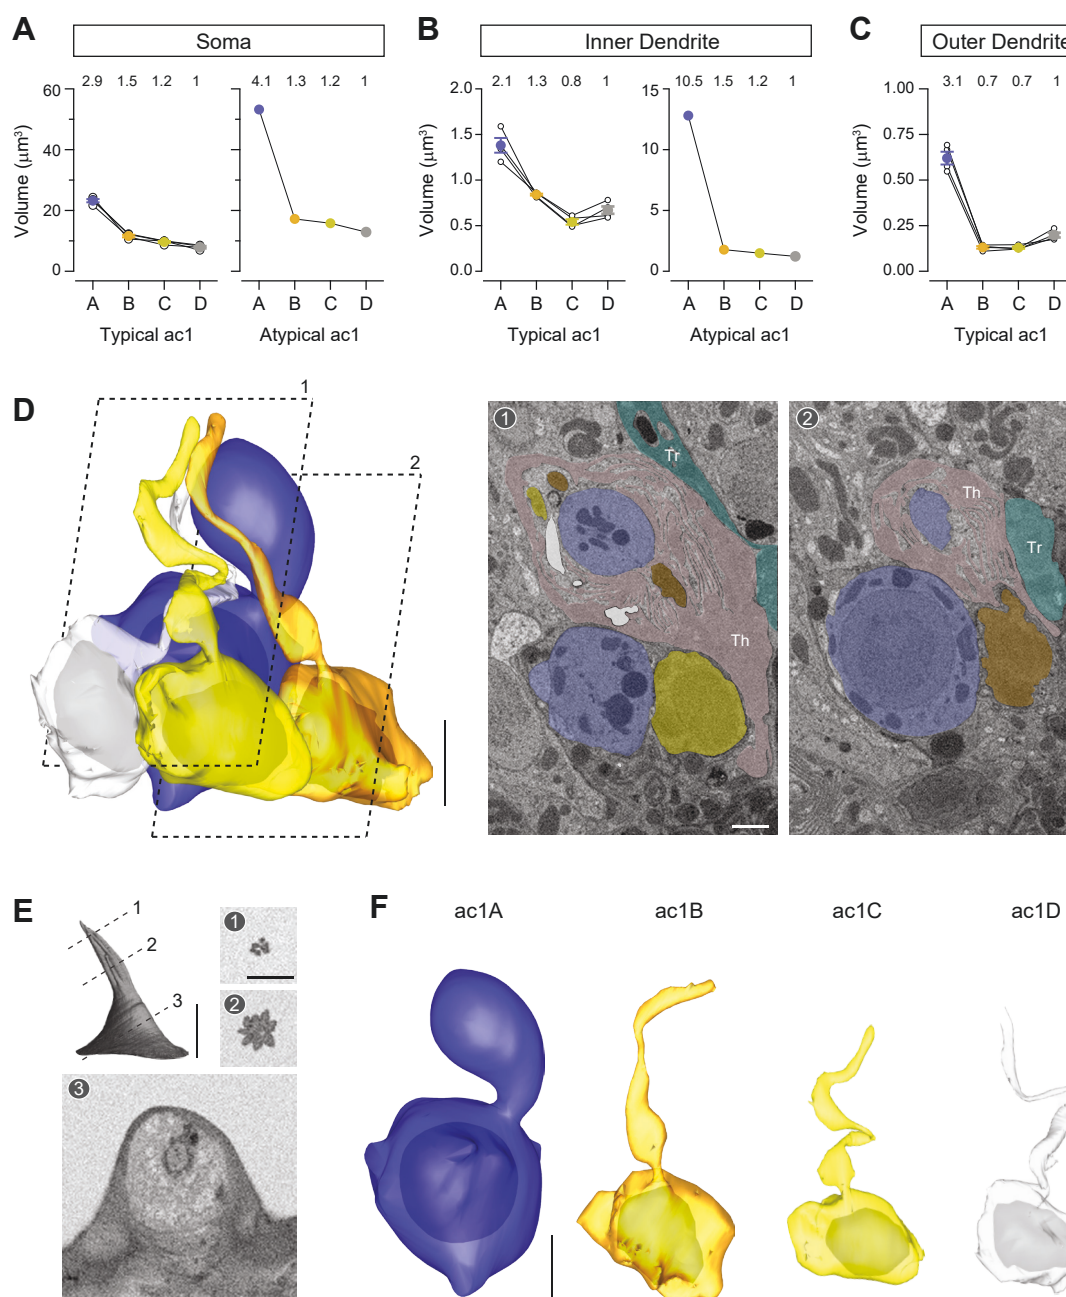 A
Soma
2.9 1.5 1.2 1
4.1 1.3 1.2 1
Volume (μm³)
60
40
20
0
A B C D
Typical ac1
A B C D
Atypical ac1
B
Inner Dendrite
2.1 1.3 0.8 1
10.5 1.5 1.2 1
Volume (μm³)
2.0
1.5
1.0
0.5
0.0
15
10
5
0
A B C D
Typical ac1
A B C D
Atypical ac1
C
Outer Dendrite
3.1 0.7 0.7 1
Volume (μm³)
1.00
0.75
0.50
0.25
0.00
A B C D
Typical ac1
D
1
2
1
Tr
Th
2
Th
Tr
E
1
2
3
1
2
3
F
ac1A
ac1B
ac1C
ac1D